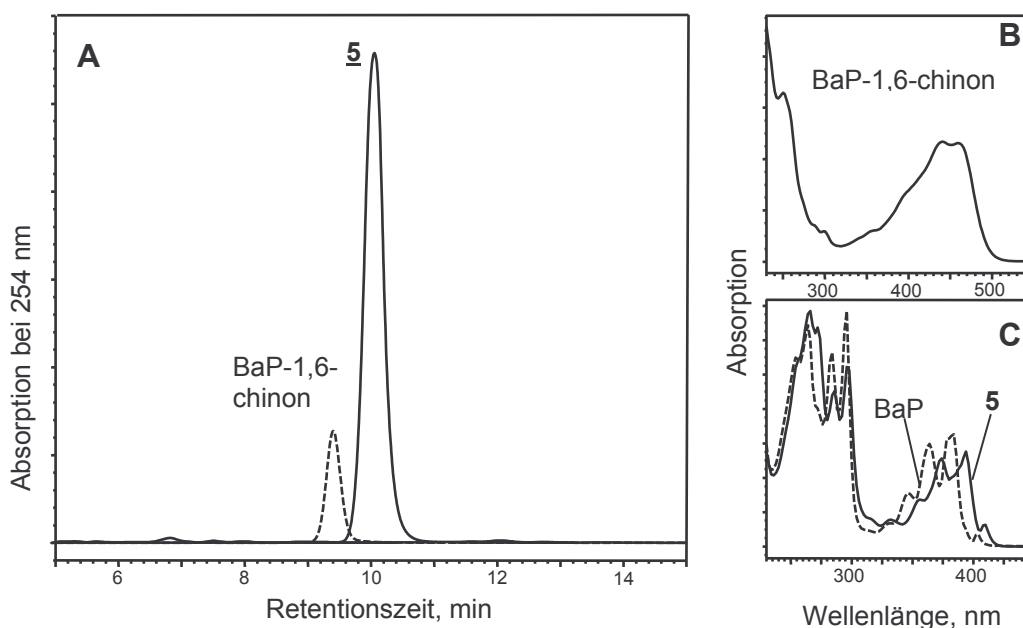 A
5
BaP-1,6-
chinon
Absorption bei 254 nm
6
8
10
12
14
Retentionszeit, min
B
BaP-1,6-chinon
300
400
500
Absorption
C
BaP
5
300
400
Wellenlänge, nm